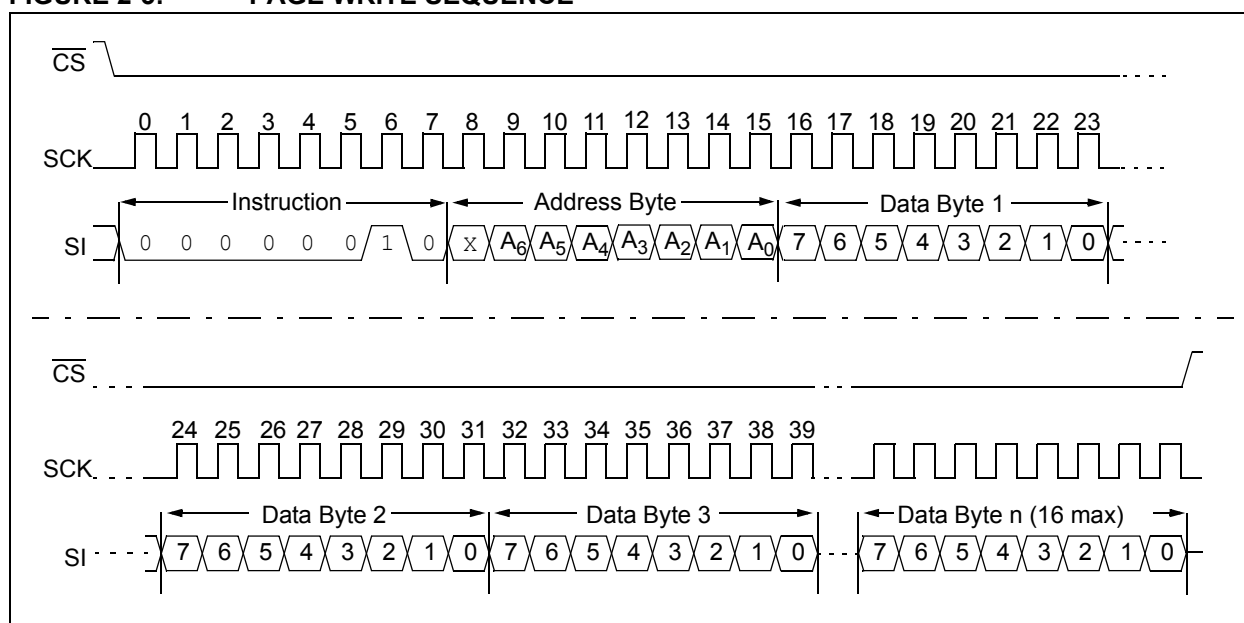 FIGURE 2-3: PAGE WRITE SEQUENCE
CS
0 1 2 3 4 5 6 7 8 9 10 11 12 13 14 15 16 17 18 19 20 21 22 23
SCK
Instruction Address Byte Data Byte 1
SI 0 0 0 0 0 0 1 0 x A6 A5 A4 A3 A2 A1 A0 7 6 5 4 3 2 1 0
CS
24 25 26 27 28 29 30 31 32 33 34 35 36 37 38 39
SCK
Data Byte 2 Data Byte 3 Data Byte n (16 max)
SI 7 6 5 4 3 2 1 0 7 6 5 4 3 2 1 0 7 6 5 4 3 2 1 0